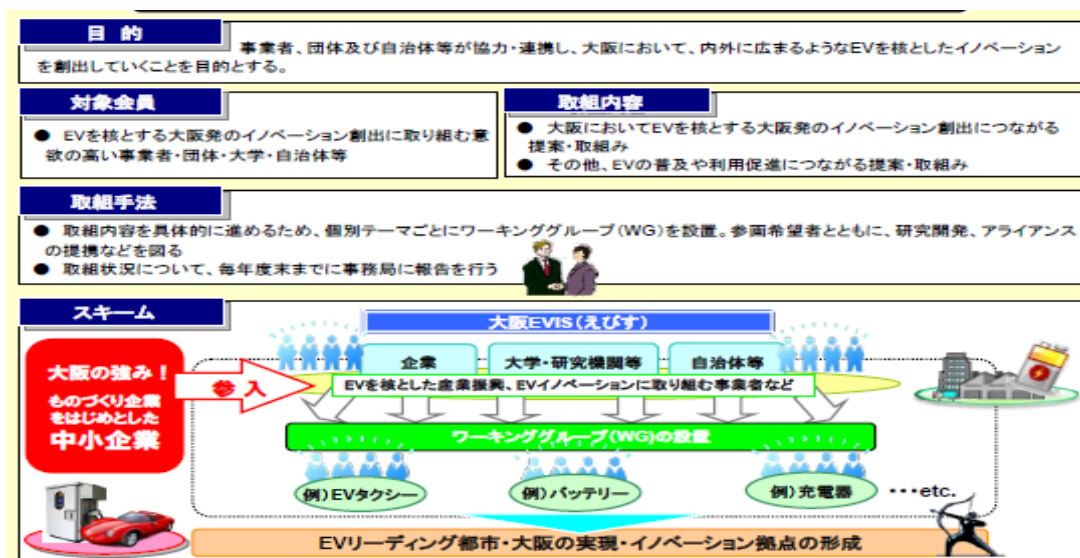 目 的
事業者、団体及び自治体等が協力・連携し、大阪において、内外に広まるようなEVを核としたイノベーション
を創出していくことを目的とする。
対象会員
● EVを核とする大阪発のイノベーション創出に取り組む意
欲の高い事業者・団体・大学・自治体等
取組内容
● 大阪においてEVを核とする大阪発のイノベーション創出につながる
提案・取組み
● その他、EVの普及や利用促進につながる提案・取組み
取組手法
● 取組内容を具体的に進めるため、個別テーマごとにワーキンググループ(WG)を設置。参画希望者とともに、研究開発、アライアンス
の提携などを図る
● 取組状況について、毎年度末までに事務局に報告を行う
スキーム
大阪EVIS(えびす)
企業
大学・研究機関等
自治体等
大阪の強み!
ものづくり企業
をはじめとした
中小企業
参 入
EVを核とした産業振興、EVイノベーションに取り組む事業者など
ワーキンググループ(WG)の設置
例)EVタクシー
例)バッテリー
例)充電器
・・・etc.
EVリーディング都市・大阪の実現・イノベーション拠点の形成